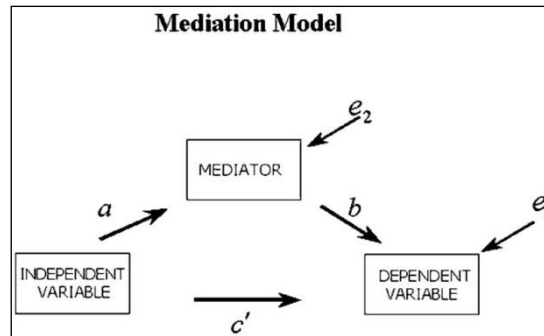 Mediation Model
e2
MEDIATOR
a
b
e
INDEPENDENT
VARIABLE
DEPENDENT
VARIABLE
c'